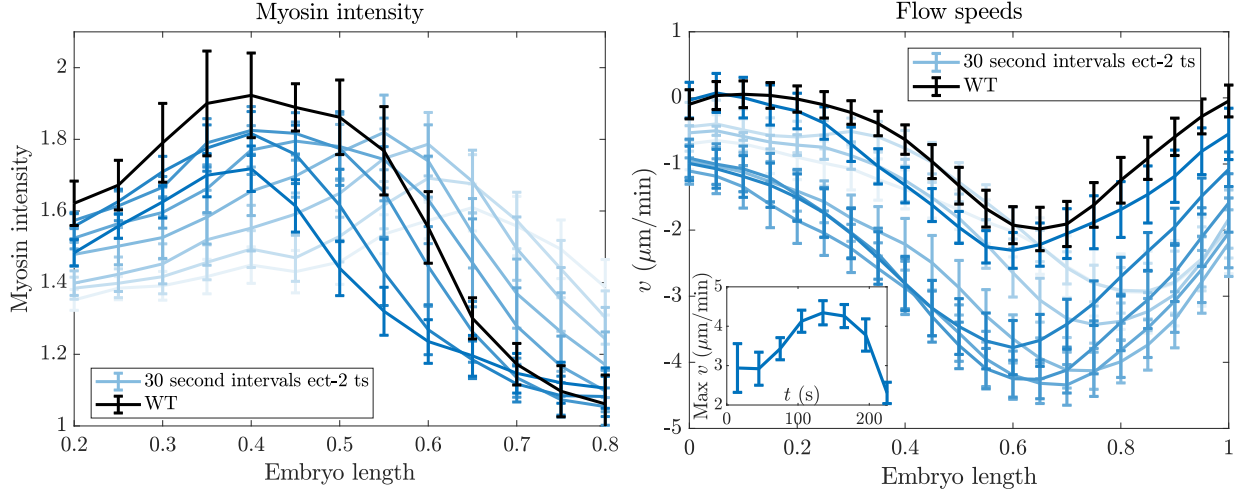 Myosin intensity
Myosin intensity
2
1.8
1.6
1.4
1.2
1
0.2
0.3
0.4
0.5
0.6
0.7
0.8
Embryo length
30 second intervals ect-2 ts
WT
Flow speeds
v (μm/min)
1
0
-1
-2
-3
-4
-5
0
0.2
0.4
0.6
0.8
1
Embryo length
30 second intervals ect-2 ts
WT
Max v (μm/min)
5
4
3
2
0
100
200
t (s)